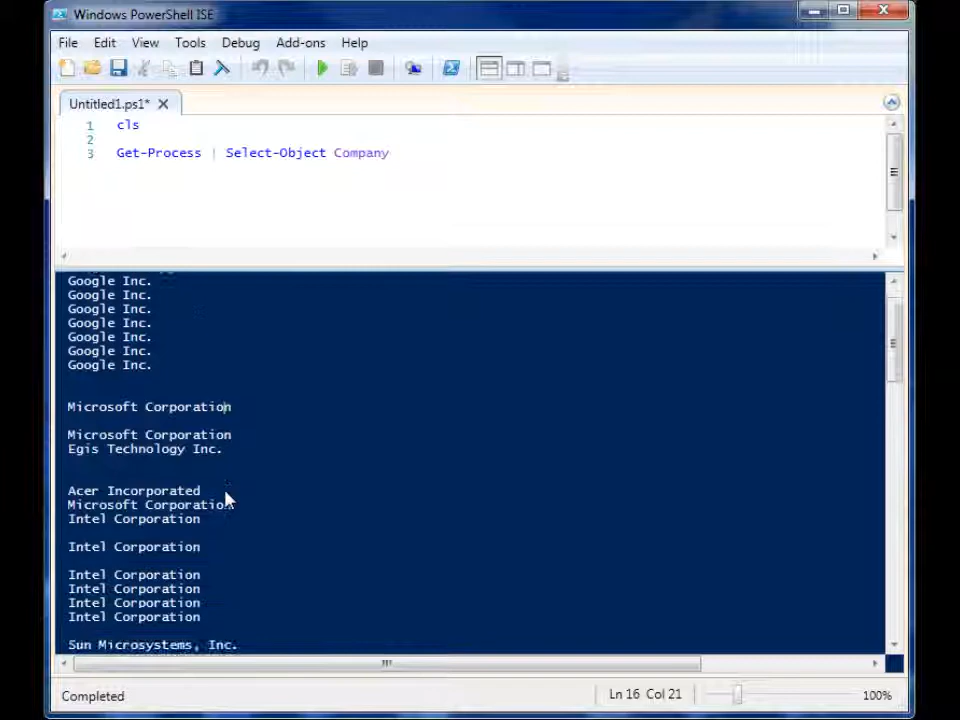 Windows PowerShell ISE
File Edit View Tools Debug Add-ons Help
Untitled1.ps1*
1 cls
2
3 Get-Process | Select-Object Company
Google Inc.
Google Inc.
Google Inc.
Google Inc.
Google Inc.
Google Inc.
Google Inc.
Microsoft Corporation
Microsoft Corporation
Egis Technology Inc.
Acer Incorporated
Microsoft Corporation
Intel Corporation
Intel Corporation
Intel Corporation
Intel Corporation
Intel Corporation
Intel Corporation
Sun Microsystems, Inc.
Completed Ln 16 Col 21 100%